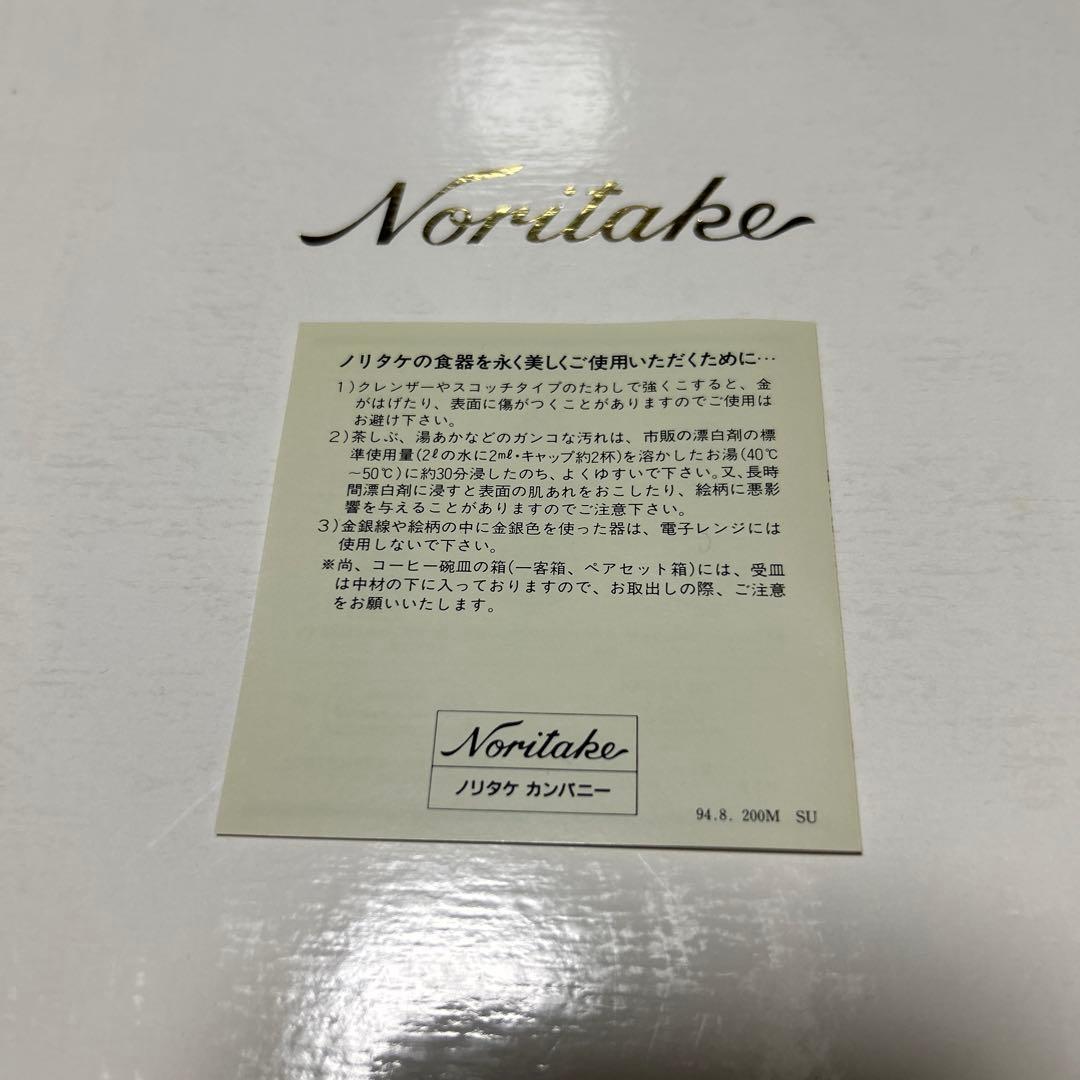 Noritake
ノリタケの食器を永く美しくご使用いただくために…
1)クレンザーやスコッチタイプのたわしで強くこすると、金
がはげたり、表面に傷がつくことがありますのでご使用は
お避け下さい。
2)茶しぶ、湯あかなどのガンコな汚れは、市販の漂白剤の標
準使用量(2ℓの水に2mℓ・キャップ約2杯)を溶かしたお湯(40℃
～50℃)に約30分浸したのち、よくゆすいで下さい。又、長時
間漂白剤に浸すと表面の肌あれをおこしたり、絵柄に悪影
響を与えることがありますのでご注意下さい。
3)金銀線や絵柄の中に金銀色を使った器は、電子レンジには
使用しないで下さい。
※尚、コーヒー碗皿の箱(一客箱、ペアセット箱)には、受皿
は中材の下に入っておりますので、お取出しの際、ご注意
をお願いいたします。
Noritake
ノリタケ カンパニー
94.8. 200M SU